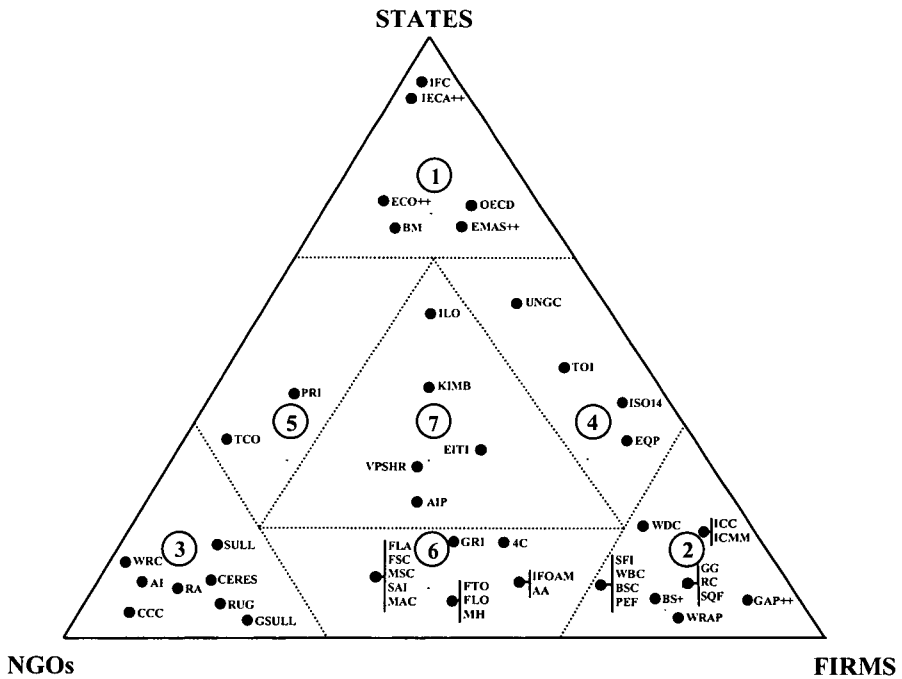 STATES
IFC
IECA++
1
ECO++
OECD
BM
EMAS++
UNGC
ILO
TOI
KIMB
PRI
ISO14
5
7
4
TCO
EQP
EITI
VPSHR
AIP
WDC
ICC
ICMM
3
SULL
6
GRI
4C
2
FLA
FSC
MSC
SAI
MAC
WRC
AI
RA
CERES
IFOAM
AA
SFI
WBC
BSC
PEF
GG
RC
SQF
FTO
FLO
MH
CCC
RUG
GSULL
BS+
GAP++
WRAP
NGOs
FIRMS